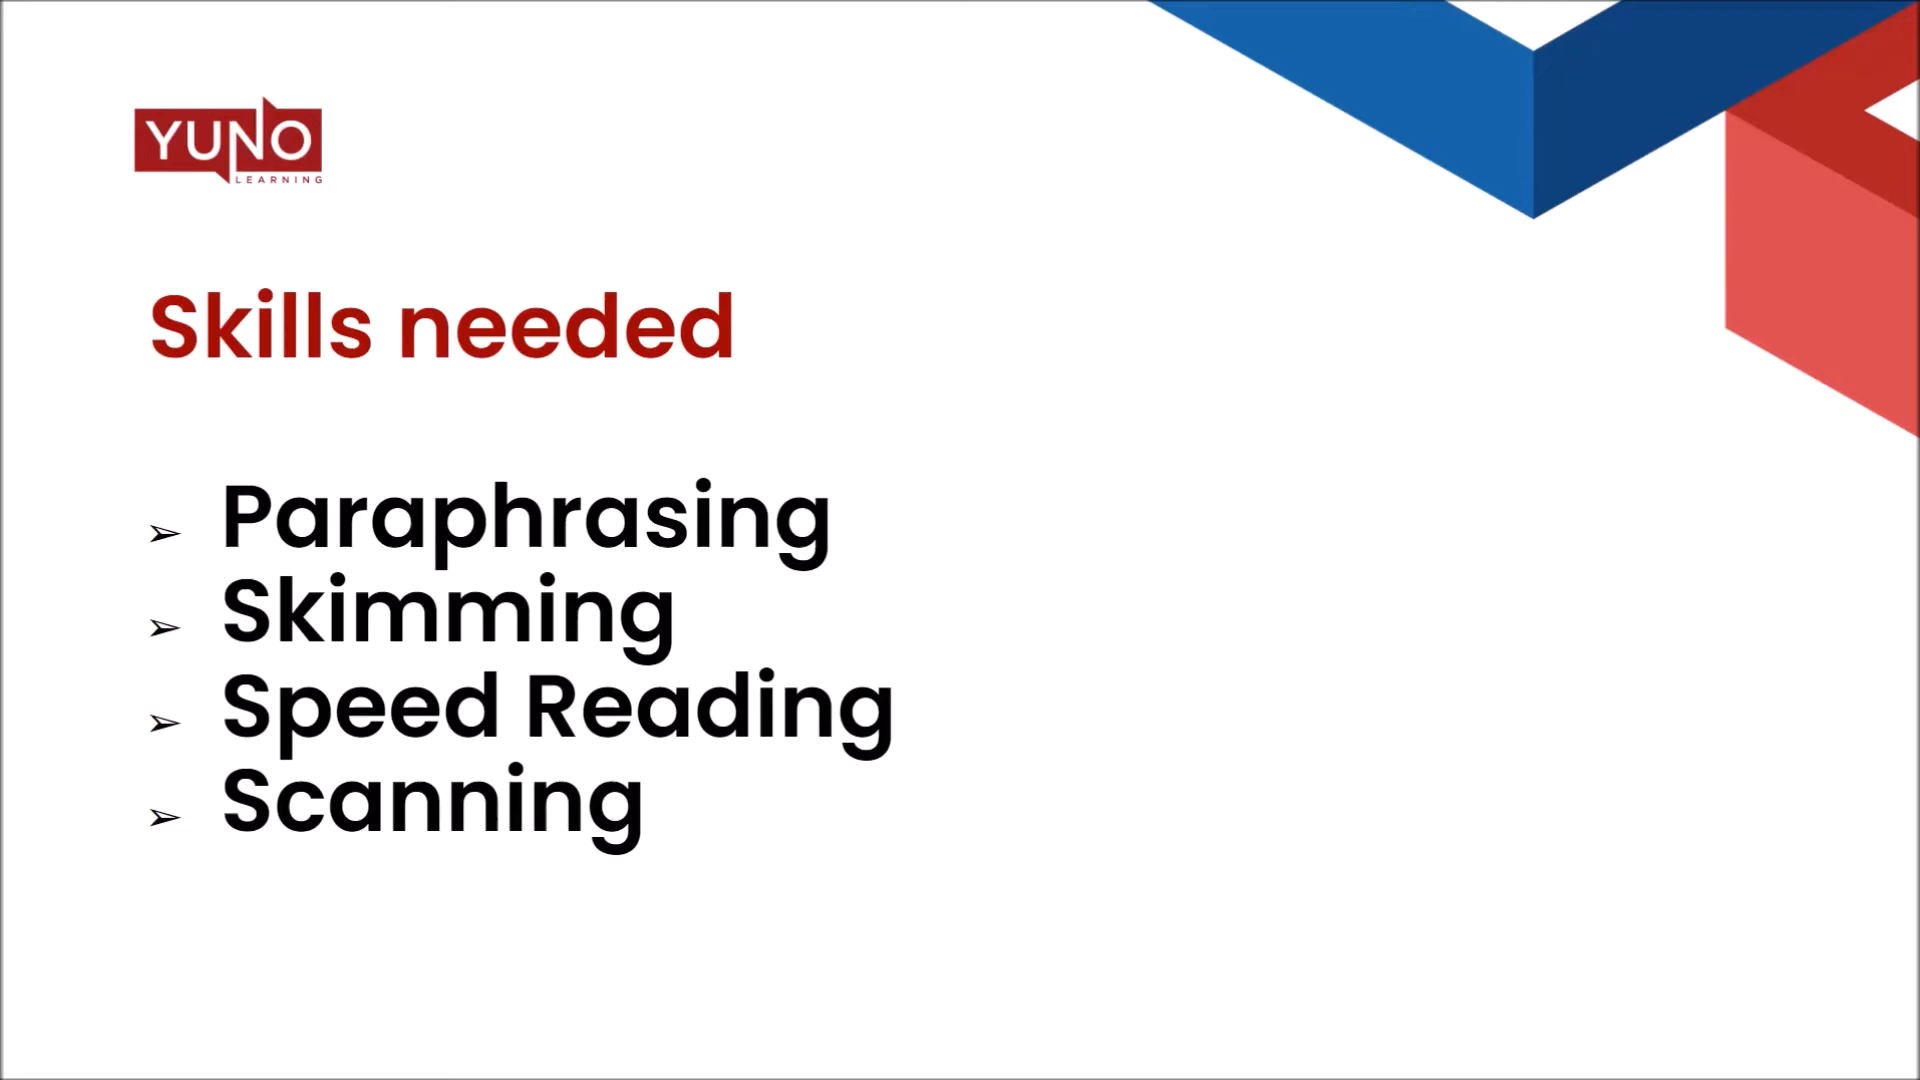 YUNO
LEARNING
Skills needed
➢ Paraphrasing
➢ Skimming
➢ Speed Reading
➢ Scanning